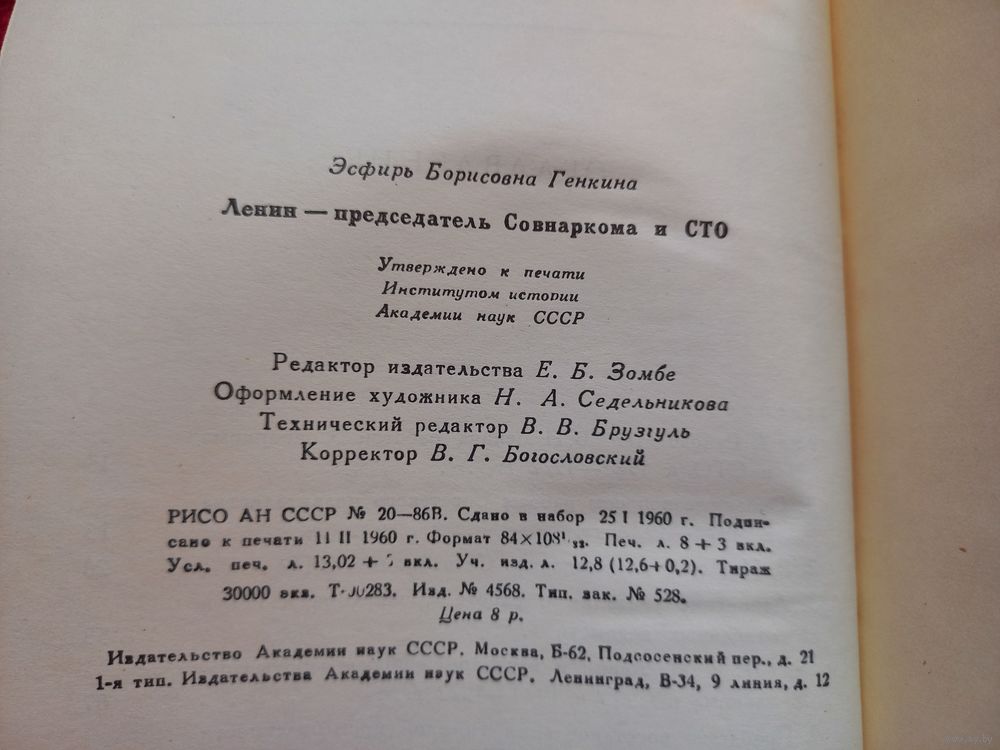 Эсфирь Борисовна Генкина
Ленин — председатель Совнаркома и СТО
Утверждено к печати
Институтом истории
Академии наук СССР
Редактор издательства Е. Б. Зомбе
Оформление художника Н. А. Седельникова
Технический редактор В. В. Брузгуль
Корректор В. Г. Богословский
РИСО АН СССР № 20—86В. Сдано в набор 25 I 1960 г. Подпи-
сано к печати 11 II 1960 г. Формат 84×108¹/₃₂. Печ. л. 8+3 вкл.
Усл. печ. л. 13,02 + вкл. Уч. изд. л. 12,8 (12,6+0,2). Тираж
30000 экз. Изд. № 4568. Тип. зак. № 528.
Цена 8 р.
Издательство Академии наук СССР. Москва, Б-62, Подсосенский пер., д. 21
1-я тип. Издательства Академии наук СССР. Ленинград, В-34, 9 линия, д. 12